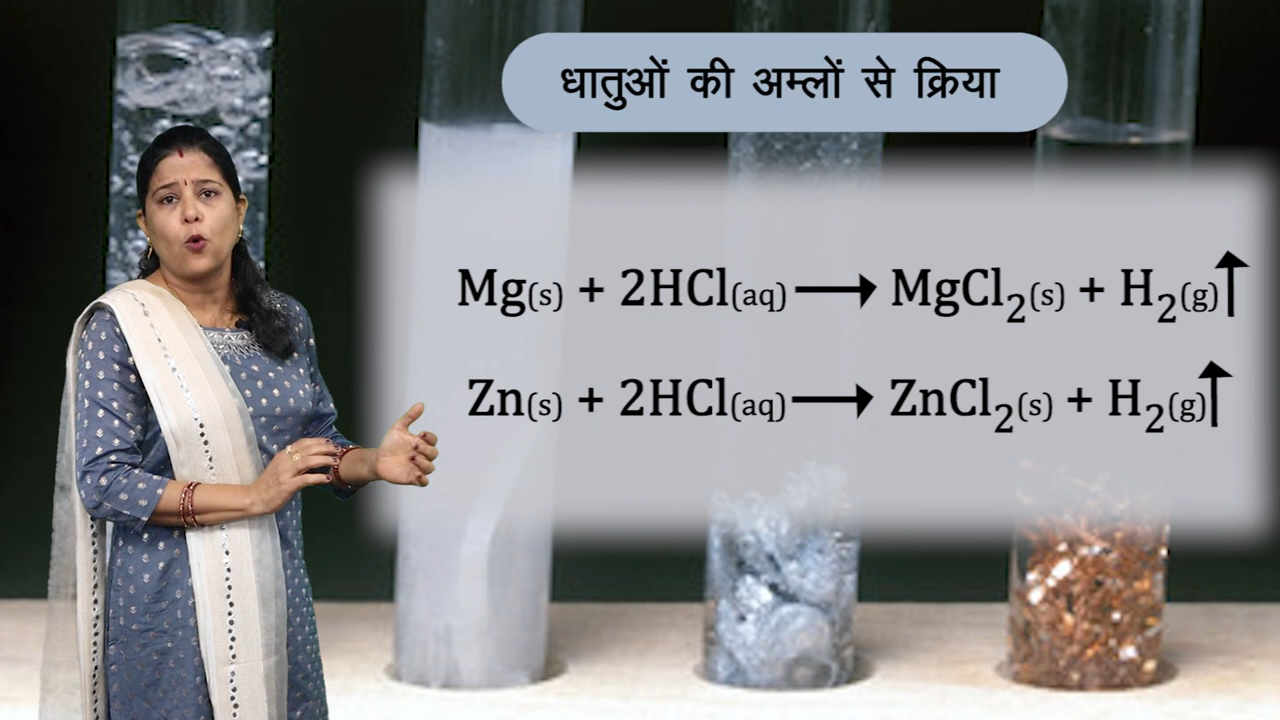 धातुओं की अम्लों से क्रिया
Mg(s) + 2HCl(aq) ⟶ MgCl₂(s) + H₂(g)↑
Zn(s) + 2HCl(aq) ⟶ ZnCl₂(s) + H₂(g)↑